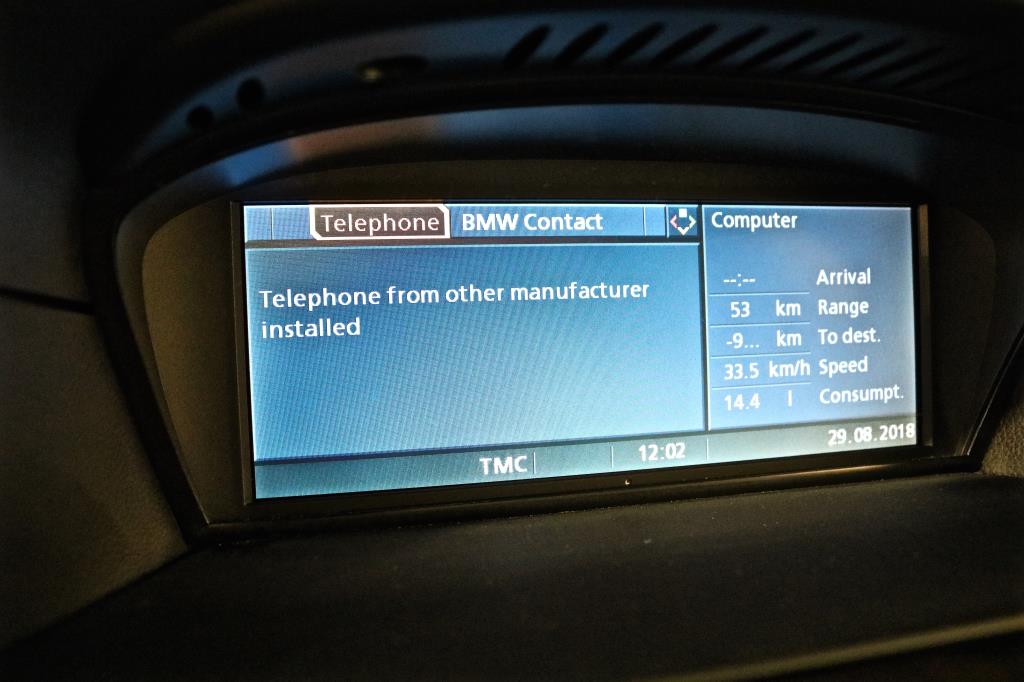 Telephone BMW Contact
Telephone from other manufacturer
installed
Computer
--:-- Arrival
53 km Range
-9... km To dest.
33.5 km/h Speed
14.4 l Consumpt.
TMC 12:02 29.08.2018